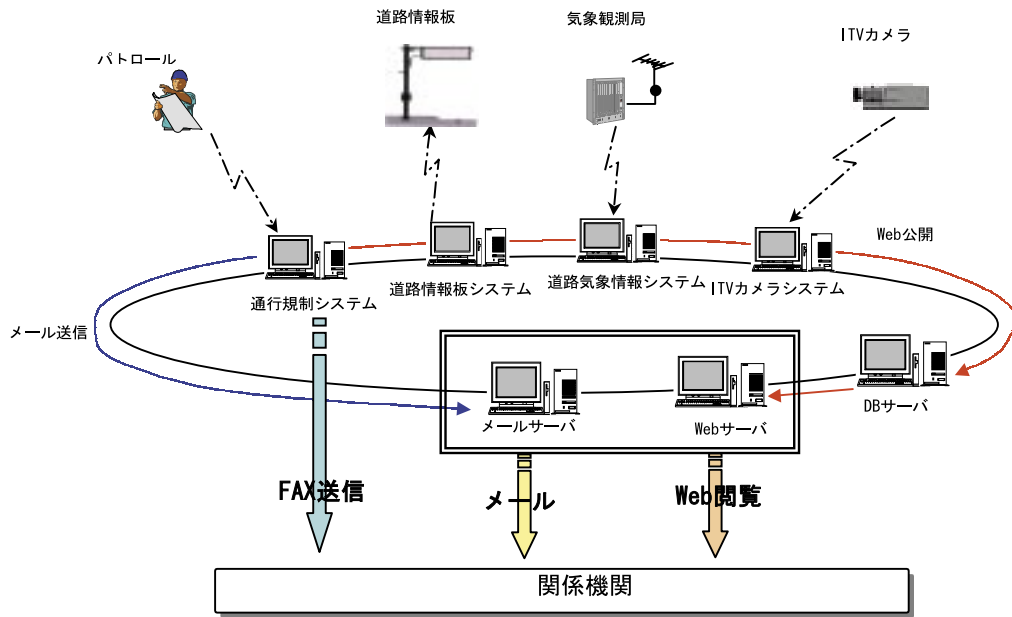 道路情報板
気象観測局
ITVカメラ
パトロール
Web公開
通行規制システム
道路情報板システム
道路気象情報システム
ITVカメラシステム
メール送信
メールサーバ
Webサーバ
DBサーバ
FAX送信
メール
Web閲覧
関係機関